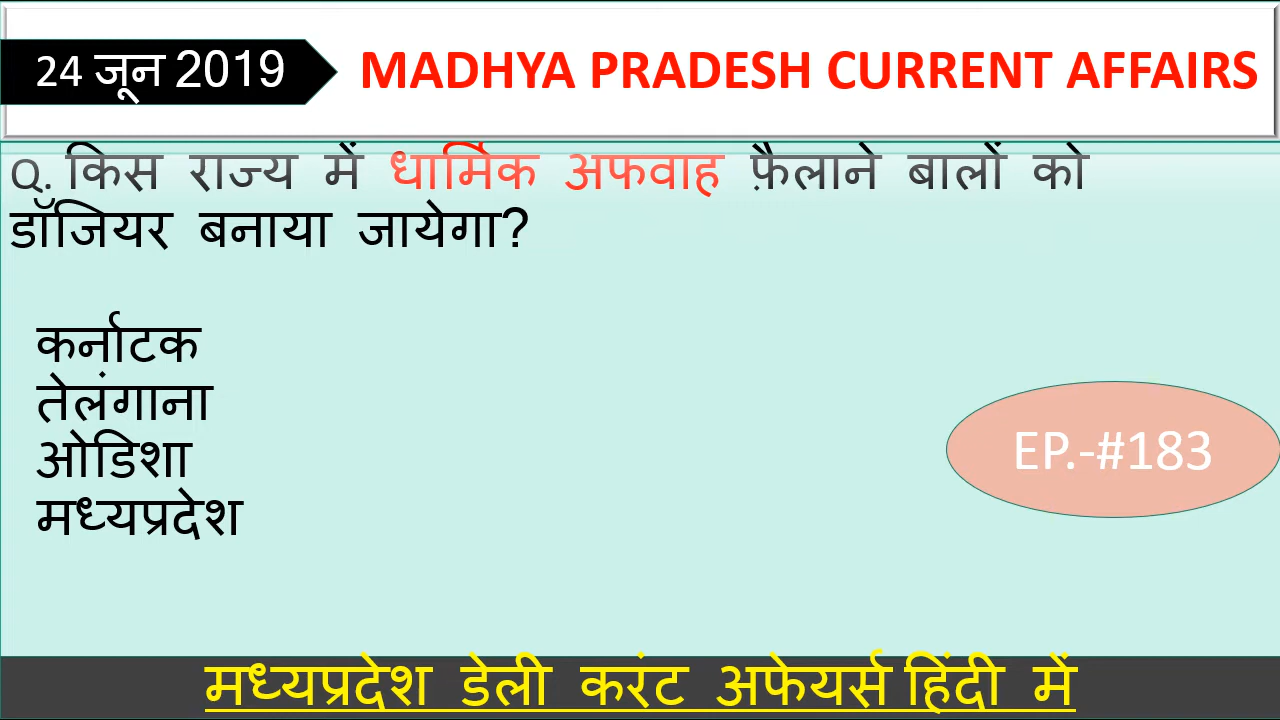 24 जून 2019
MADHYA PRADESH CURRENT AFFAIRS
Q. किस राज्य में धार्मिक अफवाह फ़ैलाने बालों को
डॉजियर बनाया जायेगा?
कर्नाटक
तेलंगाना
ओडिशा
मध्यप्रदेश
EP.-#183
मध्यप्रदेश डेली करंट अफेयर्स हिंदी में